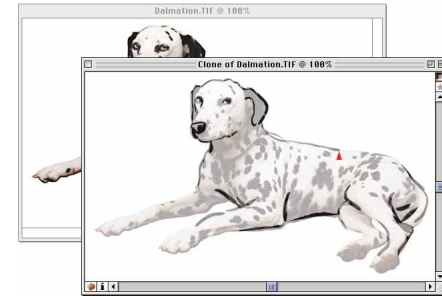 Dalmation.TIF @ 100%
Clone of Dalmation.TIF @ 100%